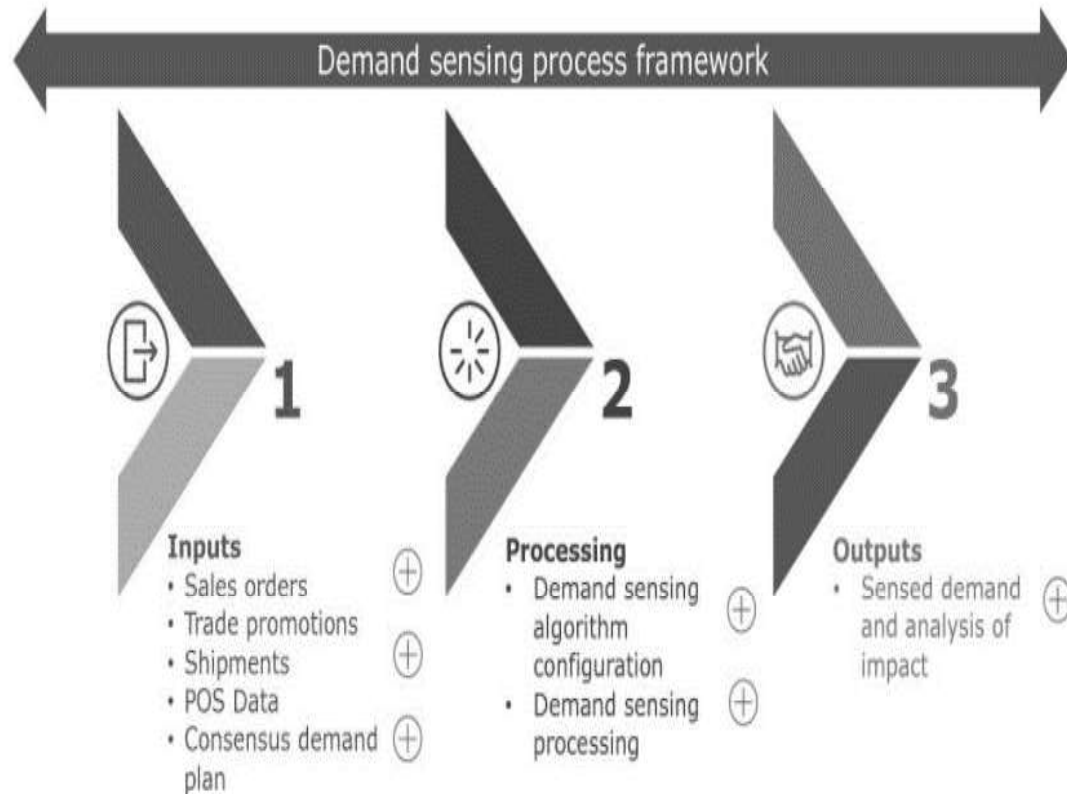 Demand sensing process framework
1
2
3
Inputs
• Sales orders
• Trade promotions
• Shipments
• POS Data
• Consensus demand
plan
Processing
• Demand sensing
algorithm
configuration
• Demand sensing
processing
Outputs
• Sensed demand
and analysis of
impact